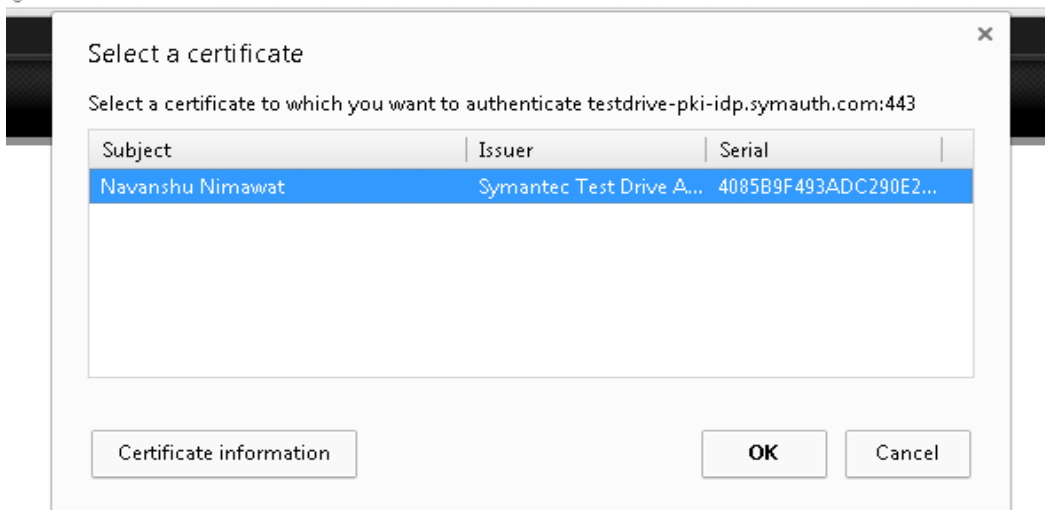 Select a certificate
Select a certificate to which you want to authenticate testdrive-pki-idp.symauth.com:443
Subject Issuer Serial
Navanshu Nimawat Symantec Test Drive A... 4085B9F493ADC290E2...
Certificate information OK Cancel